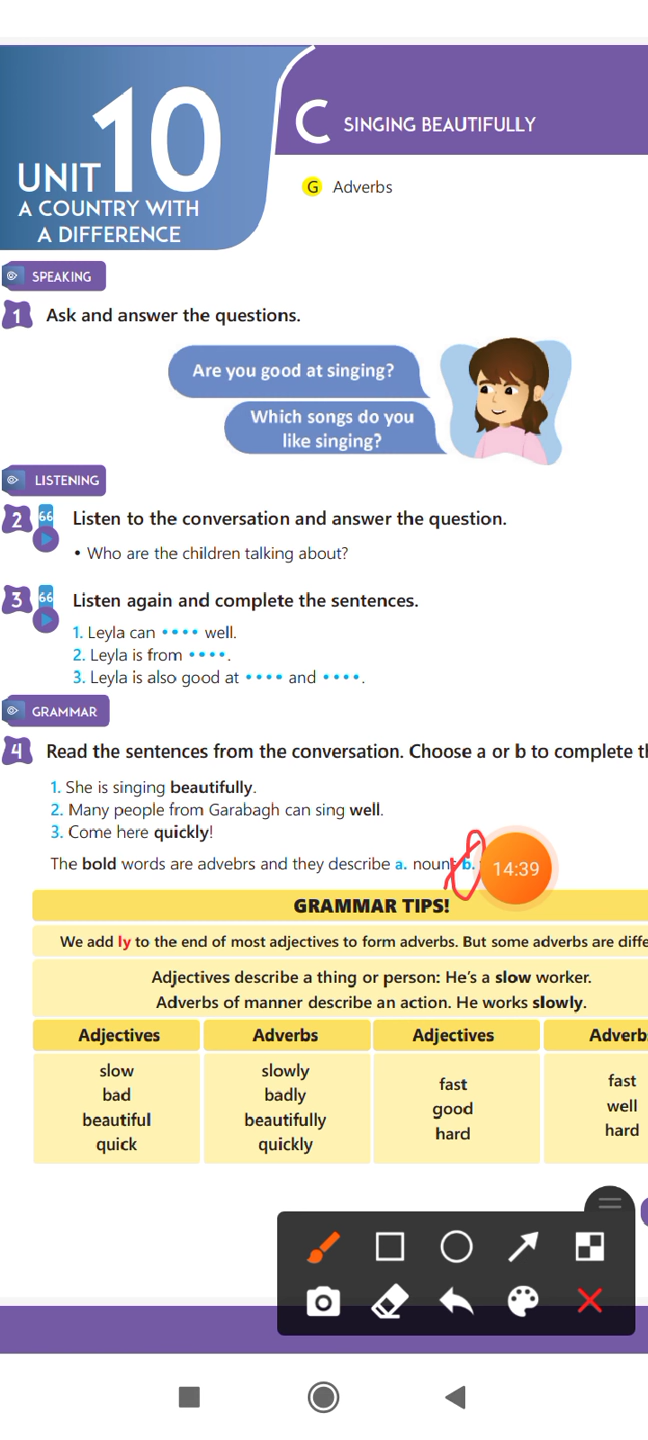 UNIT 10
A COUNTRY WITH
A DIFFERENCE
C SINGING BEAUTIFULLY
G Adverbs
SPEAKING
1 Ask and answer the questions.
Are you good at singing?
Which songs do you
like singing?
LISTENING
2 66 Listen to the conversation and answer the question.
• Who are the children talking about?
3 66 Listen again and complete the sentences.
1. Leyla can •••• well.
2. Leyla is from ••••.
3. Leyla is also good at •••• and ••••.
GRAMMAR
4 Read the sentences from the conversation. Choose a or b to complete
1. She is singing beautifully.
2. Many people from Garabagh can sing well.
3. Come here quickly!
The bold words are advebrs and they describe a. noun b.
14:39
GRAMMAR TIPS!
We add ly to the end of most adjectives to form adverbs. But some adverbs are
Adjectives describe a thing or person: He's a slow worker.
Adverbs of manner describe an action. He works slowly.
Adjectives Adverbs Adjectives Adverb
slow slowly fast fast
bad badly good well
beautiful beautifully hard hard
quick quickly